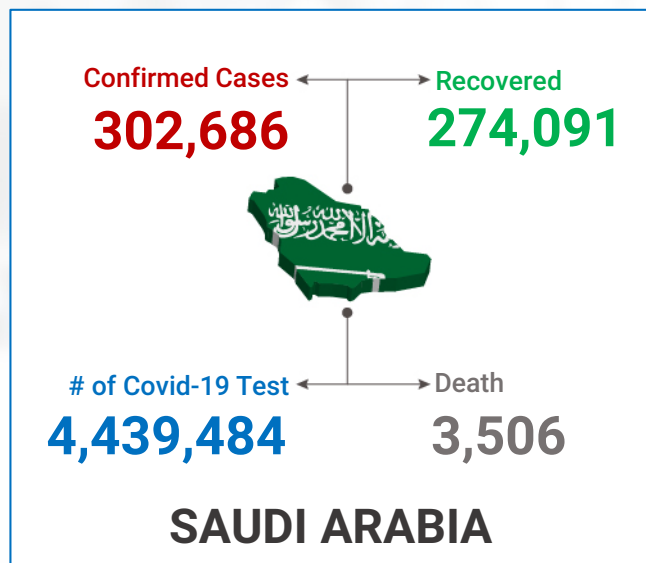 Confirmed Cases
302,686
Recovered
274,091
# of Covid-19 Test
4,439,484
Death
3,506
SAUDI ARABIA